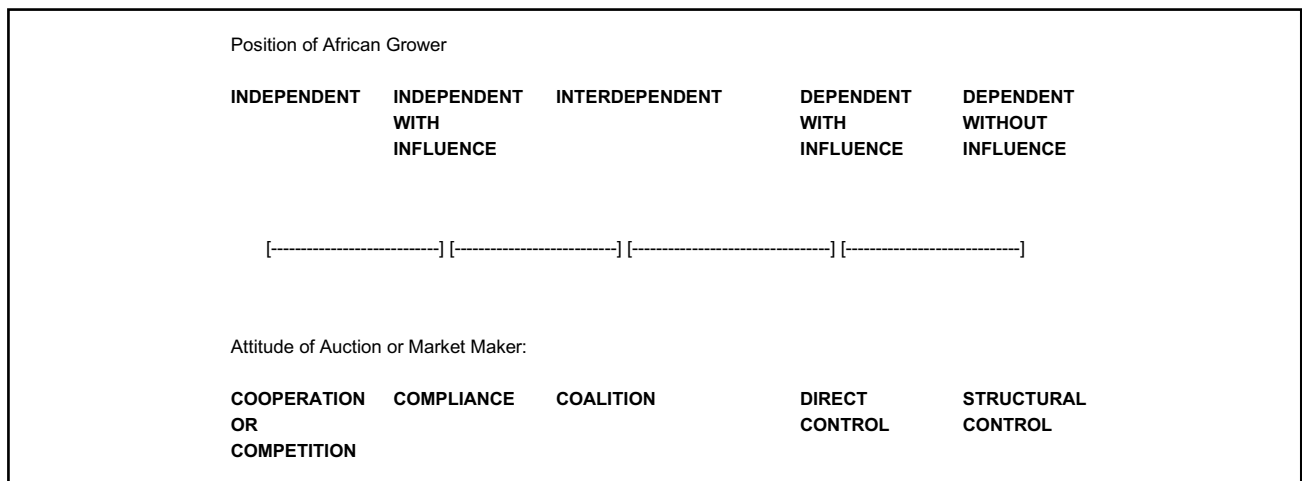 Position of African Grower
INDEPENDENT INDEPENDENT INTERDEPENDENT DEPENDENT DEPENDENT
WITH WITH WITHOUT
INFLUENCE INFLUENCE INFLUENCE
[----------------------------] [---------------------------] [---------------------------------] [-----------------------------]
Attitude of Auction or Market Maker:
COOPERATION COMPLIANCE COALITION DIRECT STRUCTURAL
OR CONTROL CONTROL
COMPETITION